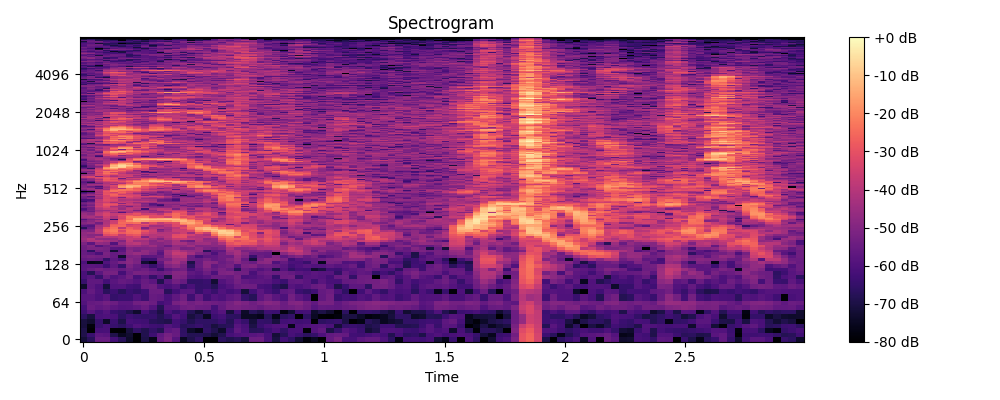 Spectrogram
Hz
4096
2048
1024
512
256
128
64
0
0
0.5
1
1.5
2
2.5
Time
+0 dB
-10 dB
-20 dB
-30 dB
-40 dB
-50 dB
-60 dB
-70 dB
-80 dB